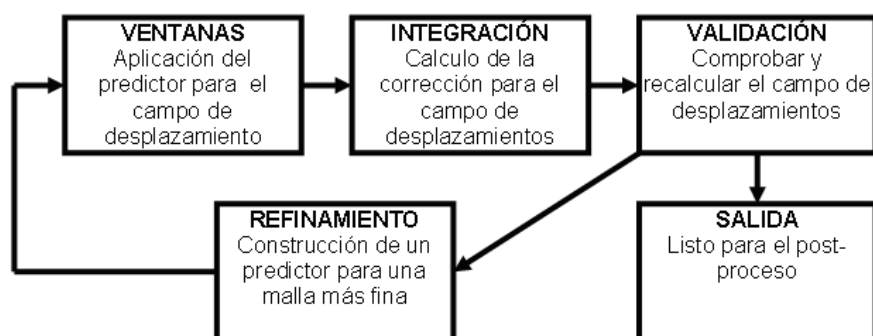 VENTANAS
Aplicación del
predictor para el
campo de
desplazamiento
INTEGRACIÓN
Calculo de la
corrección para el
campo de
desplazamientos
VALIDACIÓN
Comprobar y
recalcular el campo de
desplazamientos
REFINAMIENTO
Construcción de un
predictor para una
malla más fina
SALIDA
Listo para el post-
proceso